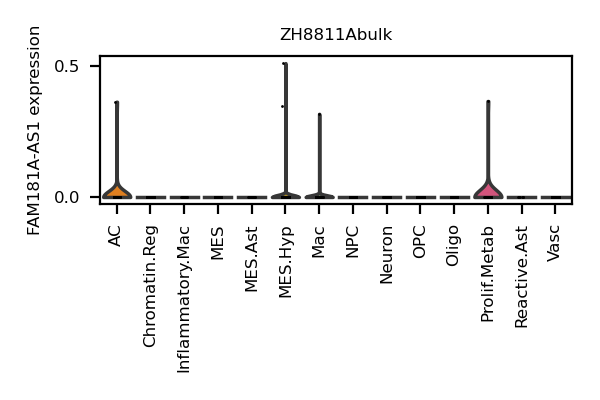 ZH8811Abulk
FAM181A-AS1 expression
0.5
0.0
AC
Chromatin.Reg
Inflammatory.Mac
MES
MES.Ast
MES.Hyp
Mac
NPC
Neuron
OPC
Oligo
Prolif.Metab
Reactive.Ast
Vasc